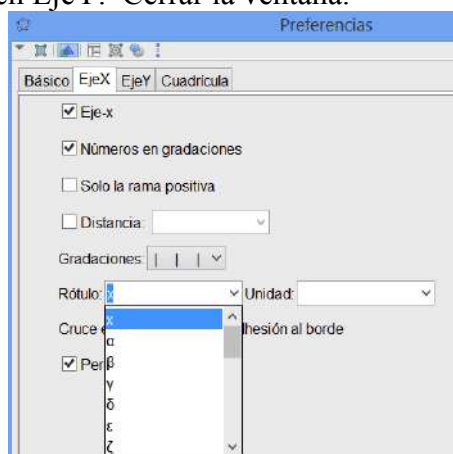 en EjeY. Cerrar la ventana.
Preferencias
Básico EjeX EjeY Cuadrícula
Eje-x
Números en gradaciones
Solo la rama positiva
Distancia:
Gradaciones: | | |
Rótulo: x Unidad:
x
Cruce hesión al borde
α
Per
β
γ
δ
ε
ζ